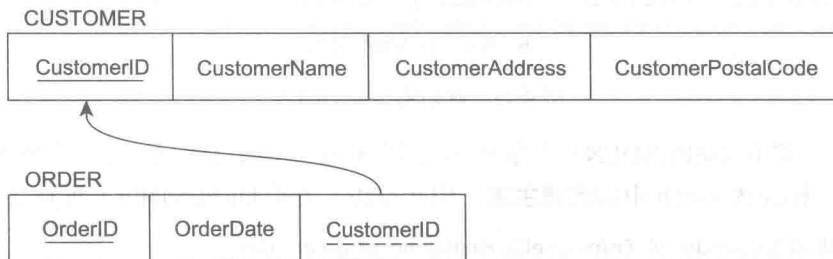 CUSTOMER
CustomerID CustomerName CustomerAddress CustomerPostalCode
ORDER
OrderID OrderDate CustomerID